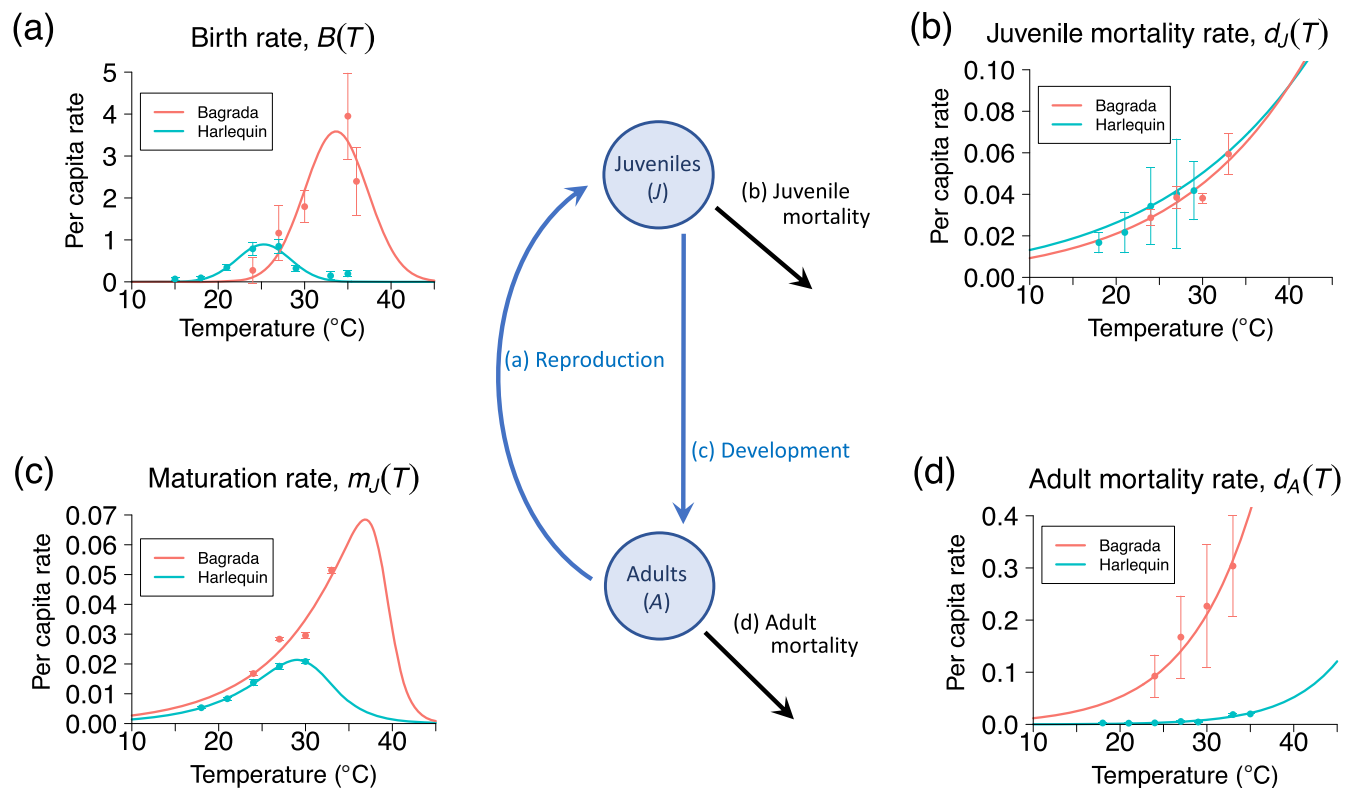 (a)
Birth rate, B(T)
Per capita rate
5
4
3
2
1
0
Bagrada
Harlequin
10 20 30 40
Temperature (°C)
(b)
Juvenile mortality rate, dJ(T)
Per capita rate
0.10
0.08
0.06
0.04
0.02
0.00
Bagrada
Harlequin
10 20 30 40
Temperature (°C)
Juveniles
(J)
(b) Juvenile
mortality
(a) Reproduction
(c) Development
Adults
(A)
(d) Adult
mortality
(c)
Maturation rate, mJ(T)
Per capita rate
0.07
0.06
0.05
0.04
0.03
0.02
0.01
0.00
Bagrada
Harlequin
10 20 30 40
Temperature (°C)
(d)
Adult mortality rate, dA(T)
Per capita rate
0.4
0.3
0.2
0.1
0.0
Bagrada
Harlequin
10 20 30 40
Temperature (°C)